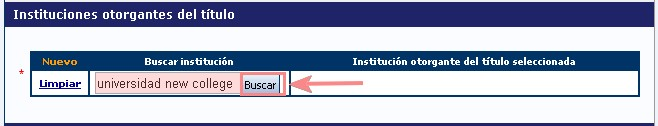 Instituciones otorgantes del título
Nuevo Buscar institución Institución otorgante del título seleccionada
* Limpiar universidad new college Buscar